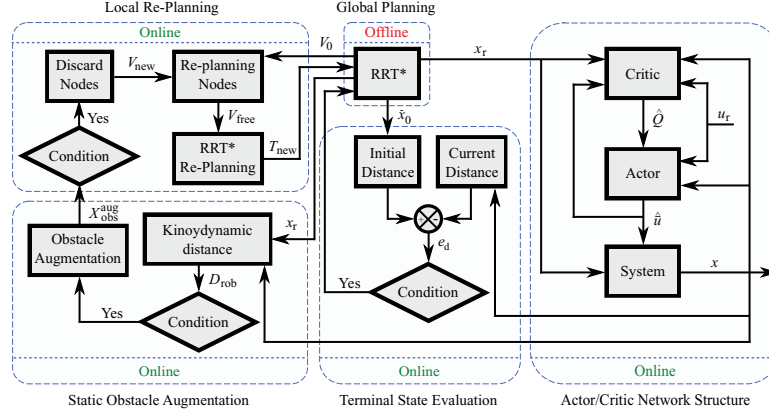 Local Re-Planning
Global Planning
Online
Offline
Discard
Nodes
V_new
Re-planning
Nodes
V_0
RRT*
x_r
Critic
Yes
V_free
x̄_0
Q̂
u_r
Condition
RRT*
Re-Planning
T_new
Initial
Distance
Current
Distance
Actor
X_obs^aug
x_r
+
-
û
Obstacle
Augmentation
Kinoydynamic
distance
e_d
System
x
D_rob
Yes
Condition
Yes
Condition
Online
Online
Online
Static Obstacle Augmentation
Terminal State Evaluation
Actor/Critic Network Structure